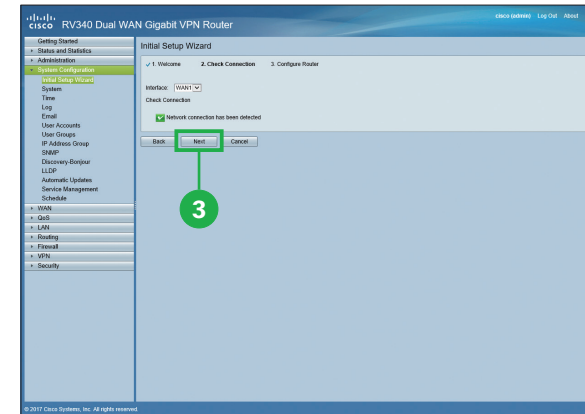 cisco RV340 Dual WAN Gigabit VPN Router
cisco (admin) Log Out About
Getting Started
Status and Statistics
Administration
System Configuration
Initial Setup Wizard
System
Time
Log
Email
User Accounts
User Groups
IP Address Group
SNMP
Discovery-Bonjour
LLDP
Automatic Updates
Service Management
Schedule
WAN
QoS
LAN
Routing
Firewall
VPN
Security
Initial Setup Wizard
1. Welcome 2. Check Connection 3. Configure Router
Interface: WAN1
Check Connection
Network connection has been detected
Back Next Cancel
3
© 2017 Cisco Systems, Inc. All rights reserved.